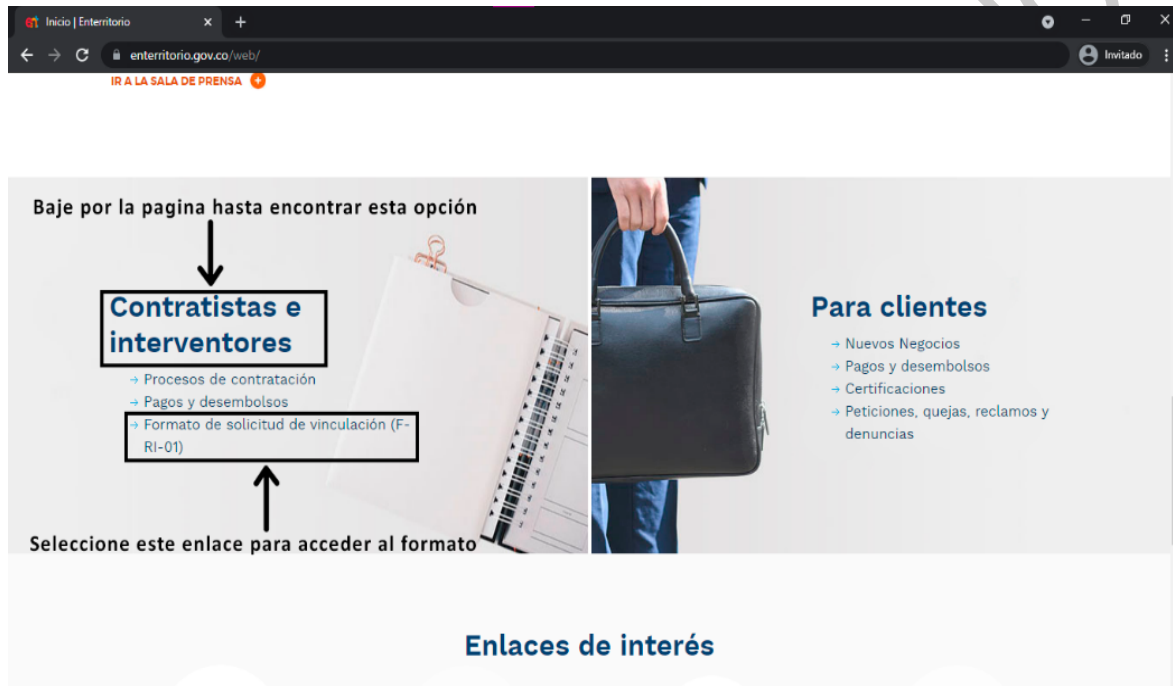 Inicio | Enterritorio
enterritorio.gov.co/web/
Invitado
IR A LA SALA DE PRENSA
Baje por la pagina hasta encontrar esta opción
Contratistas e
interventores
→ Procesos de contratación
→ Pagos y desembolsos
→ Formato de solicitud de vinculación (F-
RI-01)
Seleccione este enlace para acceder al formato
Para clientes
→ Nuevos Negocios
→ Pagos y desembolsos
→ Certificaciones
→ Peticiones, quejas, reclamos y
denuncias
Enlaces de interés